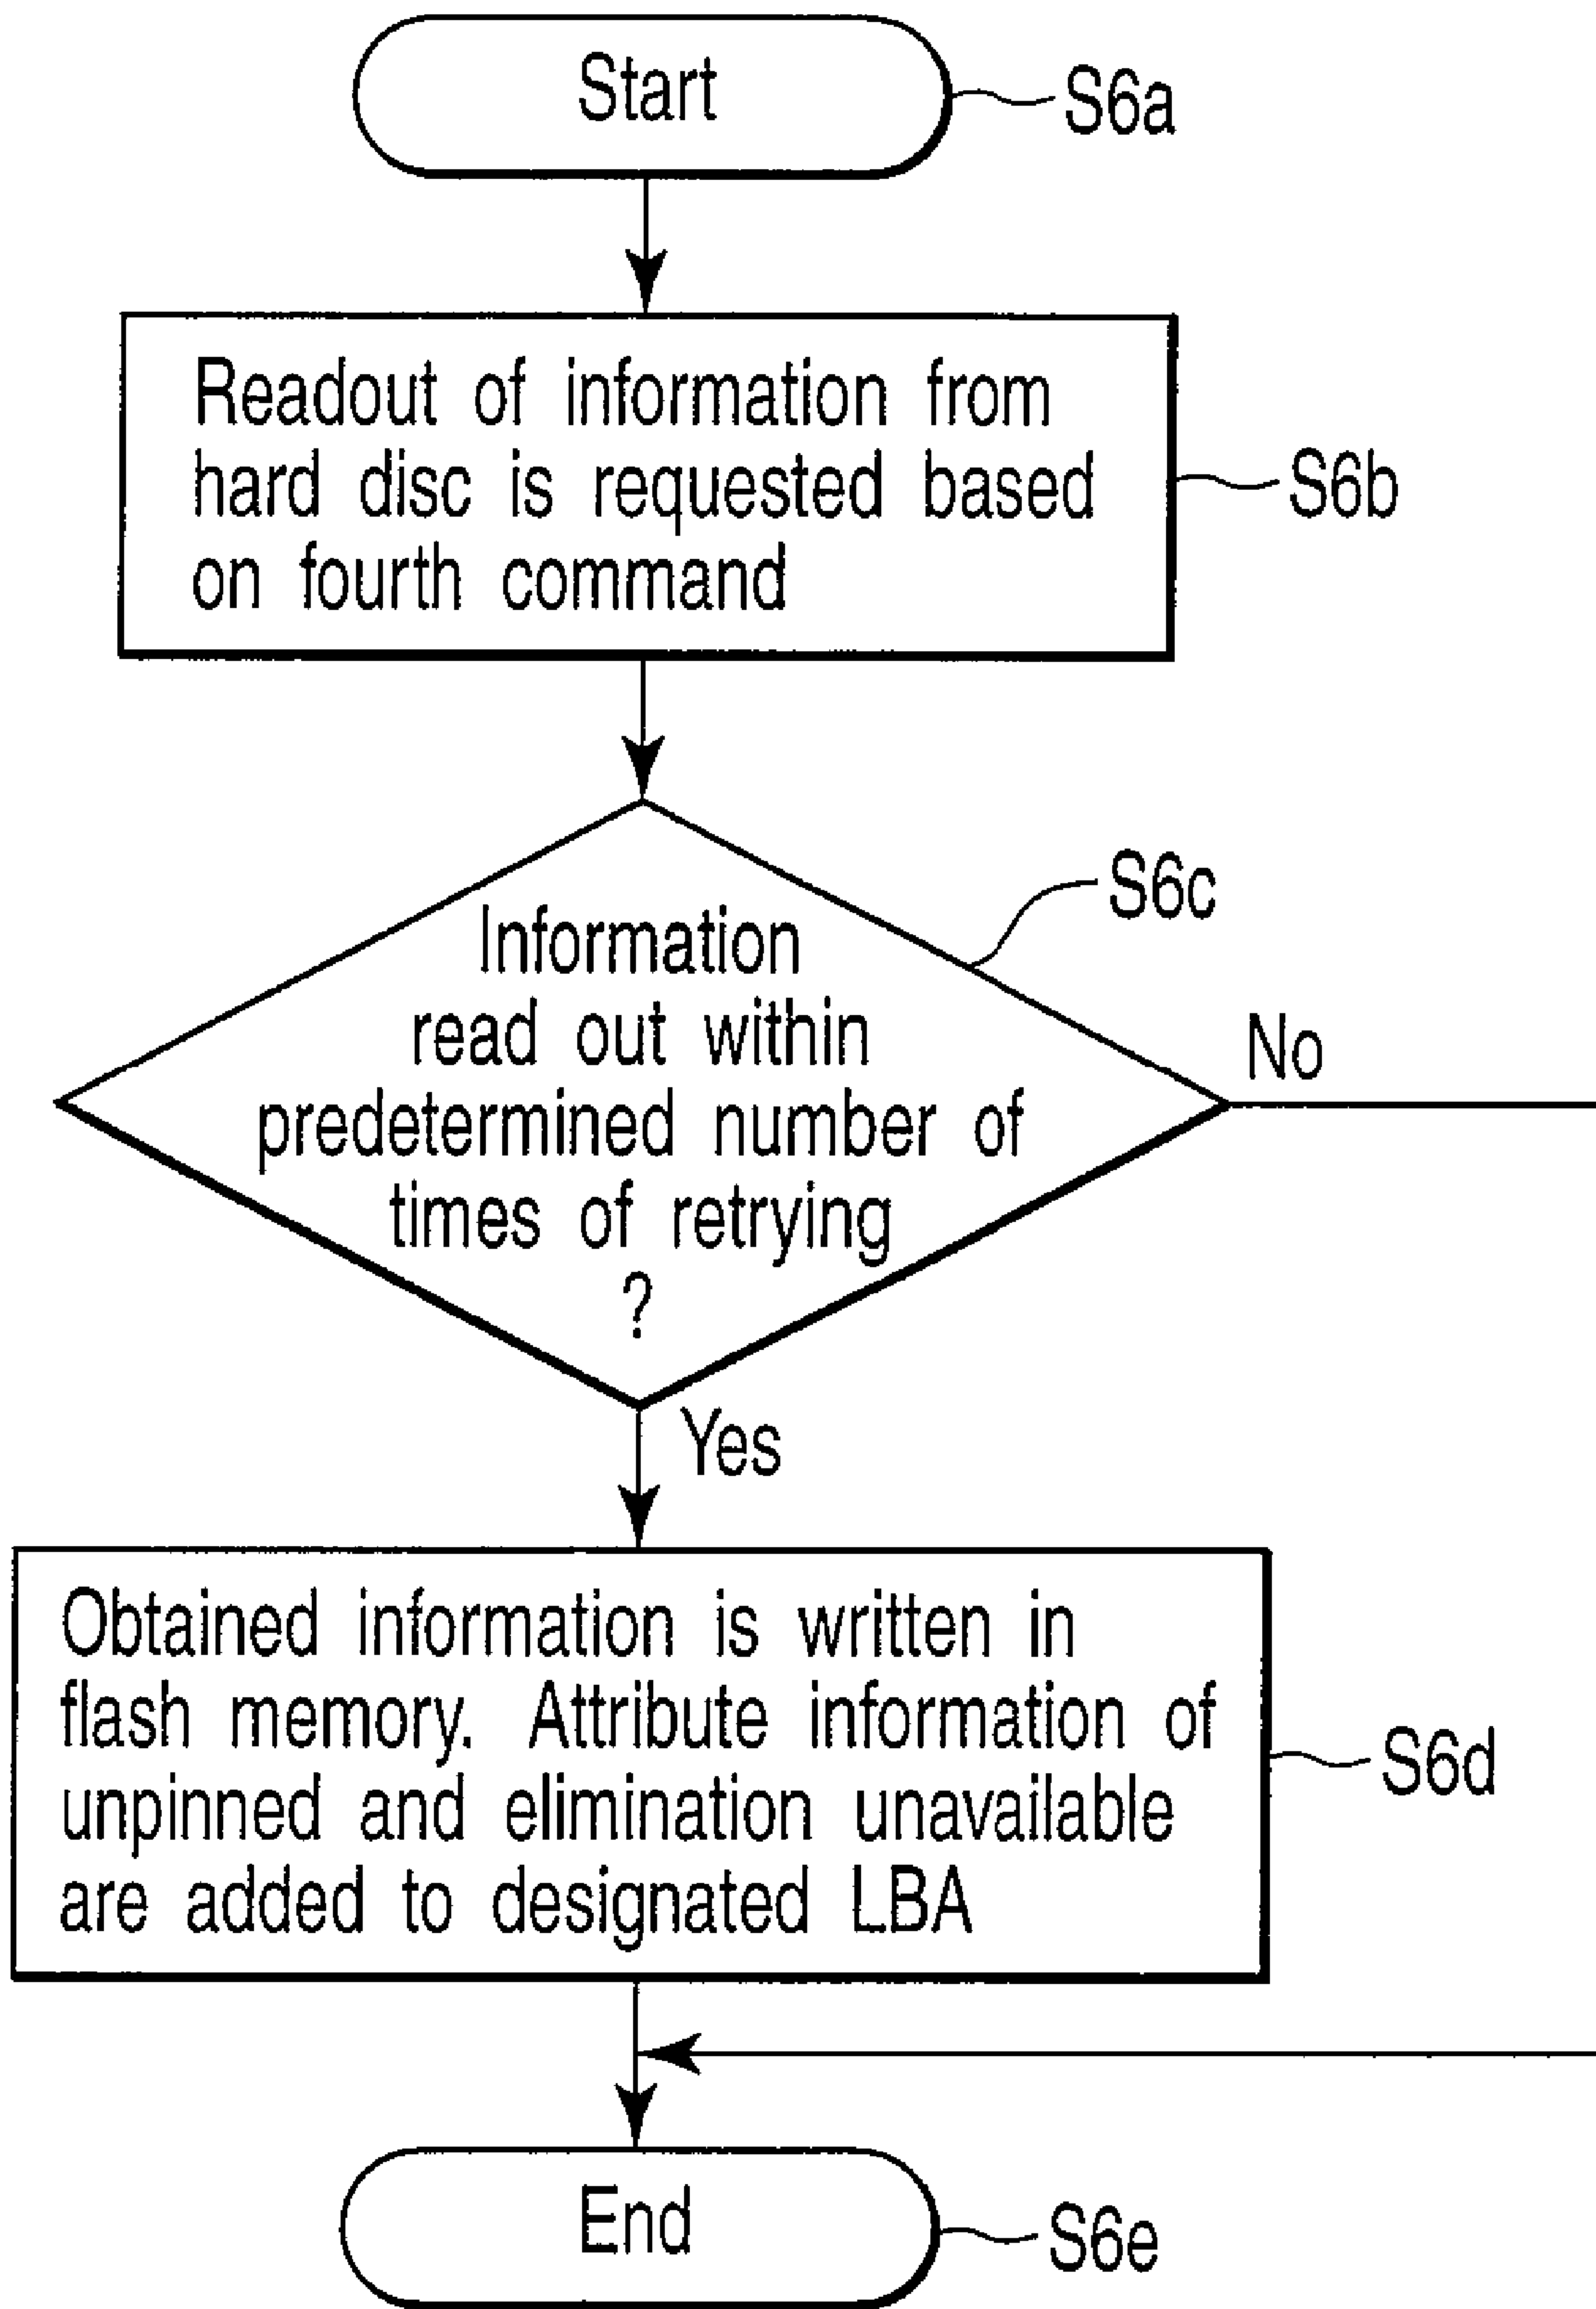 Start
S6a
Readout of information from
hard disc is requested based
on fourth command
S6b
S6c
Information
read out within
predetermined number of
times of retrying
?
No
Yes
Obtained information is written in
flash memory. Attribute information of
unpinned and elimination unavailable
are added to designated LBA
S6d
End
S6e